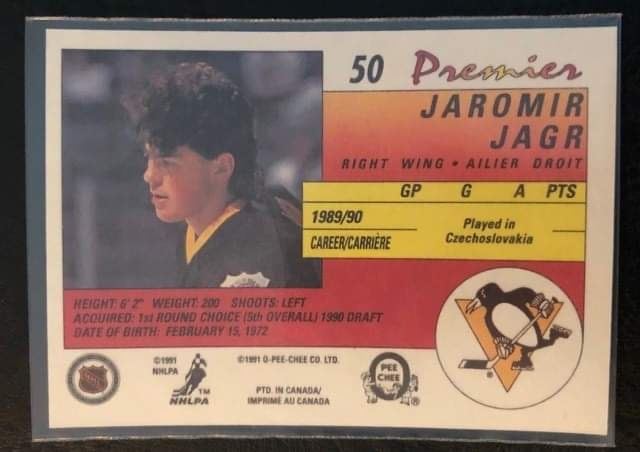 50 Premier
JAROMIR
JAGR
RIGHT WING • AILIER DROIT
GP G A PTS
1989/90
CAREER/CARRIÈRE
Played in
Czechoslovakia
HEIGHT: 6' 2" WEIGHT: 200 SHOOTS: LEFT
ACQUIRED: 1st ROUND CHOICE (5th OVERALL) 1990 DRAFT
DATE OF BIRTH: FEBRUARY 15, 1972
©1991
NHLPA
NHLPA
TM
©1991 O-PEE-CHEE CO. LTD.
PTD. IN CANADA/
IMPRIMÉ AU CANADA
O
PEE
CHEE
®